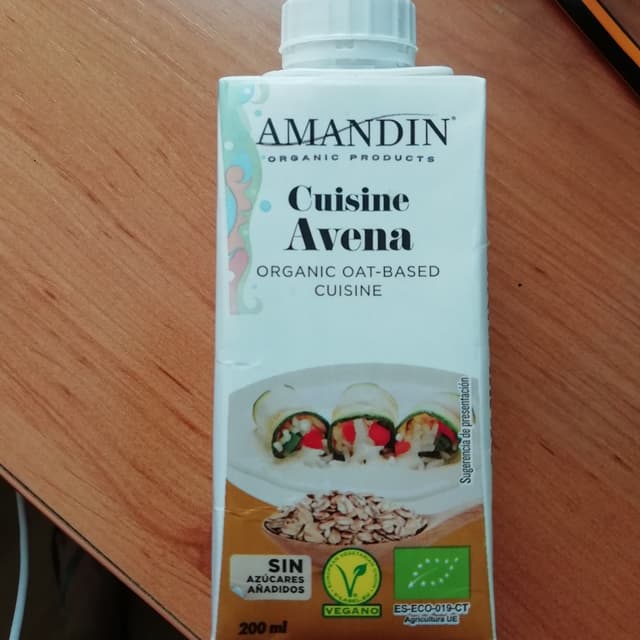 AMANDIN®
ORGANIC PRODUCTS
Cuisine
Avena
ORGANIC OAT-BASED
CUISINE
Sugerencia de presentación
SIN
AZÚCARES
AÑADIDOS
V
VEGANO
ES-ECO-019-CT
Agricultura UE
200 ml